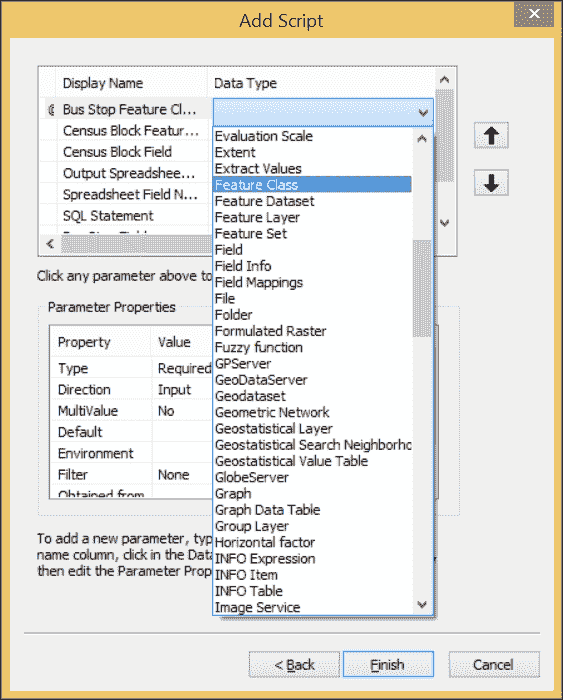 Add Script
Display Name Data Type
Bus Stop Feature Cl...
Census Block Featur...
Census Block Field
Output Spreadshee...
Spreadsheet Field N...
SQL Statement
Evaluation Scale
Extent
Extract Values
Feature Class
Feature Dataset
Feature Layer
Feature Set
Field
Field Info
Field Mappings
File
Folder
Formulated Raster
Fuzzy function
GPServer
GeoDataServer
Geodataset
Geometric Network
Geostatistical Layer
Geostatistical Search Neighborho
Geostatistical Value Table
GlobeServer
Graph
Graph Data Table
Group Layer
Horizontal factor
INFO Expression
INFO Item
INFO Table
Image Service
Click any parameter above to
Parameter Properties
Property Value
Type Required
Direction Input
MultiValue No
Default
Environment
Filter None
Obtained from
To add a new parameter, typ
name column, click in the Dat
then edit the Parameter Prop
< Back Finish Cancel